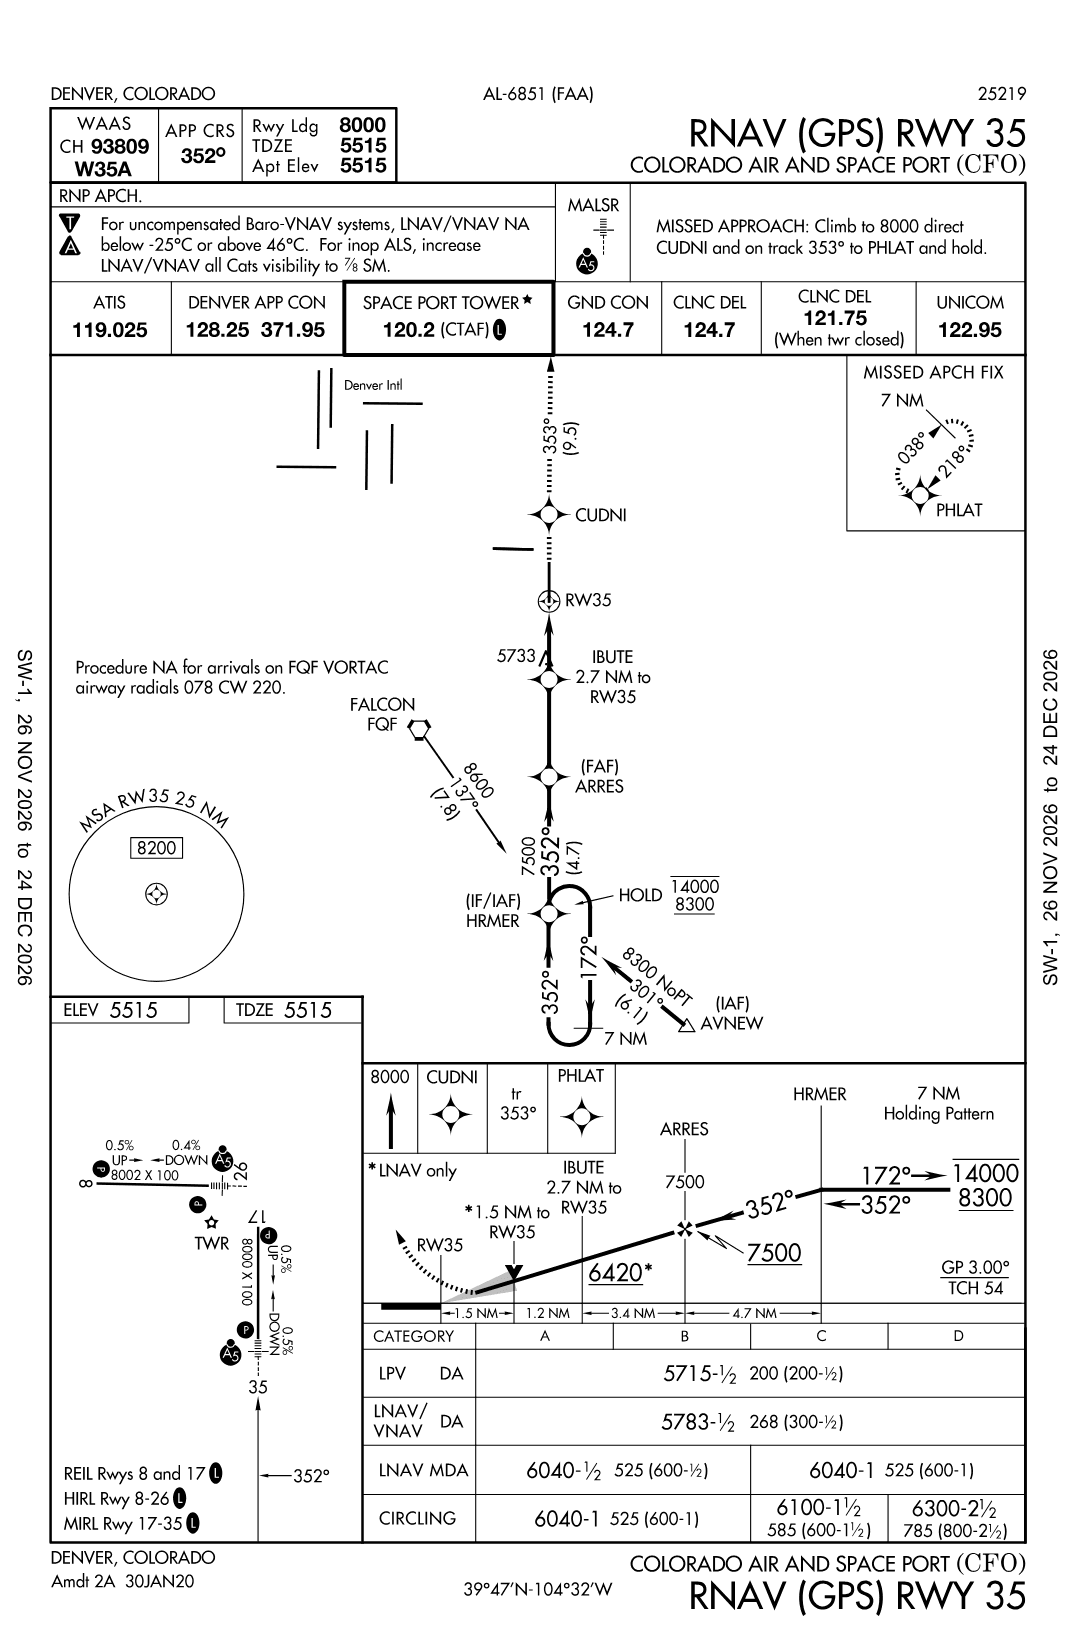 DENVER, COLORADO
AL-6851 (FAA)
25219
WAAS
CH 93809
W35A
APP CRS
352°
Rwy Ldg 8000
TDZE 5515
Apt Elev 5515
RNAV (GPS) RWY 35
COLORADO AIR AND SPACE PORT (CFO)
RNP APCH.
T
A
For uncompensated Baro-VNAV systems, LNAV/VNAV NA
below -25°C or above 46°C. For inop ALS, increase
LNAV/VNAV all Cats visibility to ⅞ SM.
MALSR
A5
MISSED APPROACH: Climb to 8000 direct
CUDNI and on track 353° to PHLAT and hold.
ATIS
119.025
DENVER APP CON
128.25 371.95
SPACE PORT TOWER★
120.2 (CTAF) L
GND CON
124.7
CLNC DEL
124.7
CLNC DEL
121.75
(When twr closed)
UNICOM
122.95
Denver Intl
353°
(9.5)
MISSED APCH FIX
7 NM
038°
218°
PHLAT
CUDNI
RW35
5733
IBUTE
2.7 NM to
RW35
Procedure NA for arrivals on FQF VORTAC
airway radials 078 CW 220.
FALCON
FQF
8600
137°
(7.8)
(FAF)
ARRES
7500
352°
(4.7)
MSA RW35 25 NM
8200
(IF/IAF)
HRMER
HOLD
14000
8300
352°
172°
7 NM
8300 NoPT
301°
(6.1)
(IAF)
AVNEW
SW-1, 26 NOV 2026 to 24 DEC 2026
SW-1, 26 NOV 2026 to 24 DEC 2026
ELEV 5515
TDZE 5515
0.5%
UP
0.4%
DOWN
P
8002 X 100
A5
8
26
P
TWR
17
P
8000 X 100
0.5%
UP
DOWN
0.5%
P
A5
35
352°
REIL Rwys 8 and 17 L
HIRL Rwy 8-26 L
MIRL Rwy 17-35 L
8000
CUDNI
tr
353°
PHLAT
*LNAV only
HRMER
7 NM
Holding Pattern
ARRES
7500
IBUTE
2.7 NM to
RW35
*1.5 NM to
RW35
RW35
172°
352°
14000
8300
352°
7500
6420*
GP 3.00°
TCH 54
1.5 NM
1.2 NM
3.4 NM
4.7 NM
CATEGORY A B C D
LPV DA 5715-½ 200 (200-½)
LNAV/
VNAV DA 5783-½ 268 (300-½)
LNAV MDA 6040-½ 525 (600-½) 6040-1 525 (600-1)
CIRCLING 6040-1 525 (600-1)
6100-1½
585 (600-1½)
6300-2½
785 (800-2½)
DENVER, COLORADO
Amdt 2A 30JAN20
39°47'N-104°32'W
COLORADO AIR AND SPACE PORT (CFO)
RNAV (GPS) RWY 35